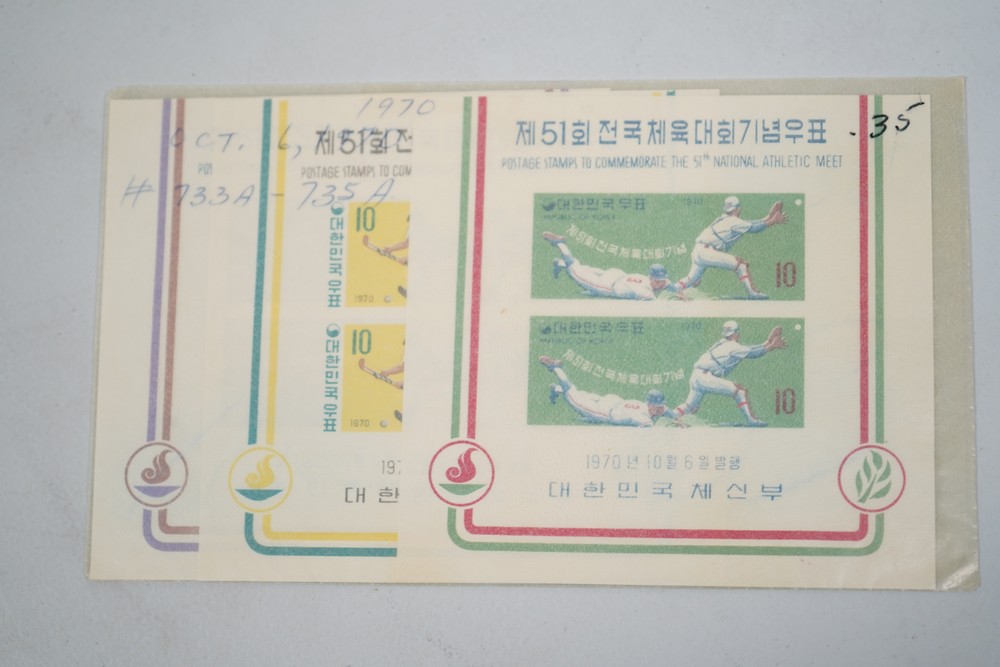 1970
OCT. 6, 1970
# 733A - 735A
.35
제51회 전
POSTAGE STAMPS TO COM
POS
대한민국우표
10
1970
대한민국우표
10
1970
197
대한
제51회 전국체육대회기념우표
POSTAGE STAMPS TO COMMEMORATE THE 51th NATIONAL ATHLETIC MEET
대한민국우표 1970
REPUBLIC OF KOREA
제51회 전국체육대회기념
10
대한민국우표 1970
REPUBLIC OF KOREA
제51회 전국체육대회기념
10
1970년 10월 6일 발행
대한민국체신부